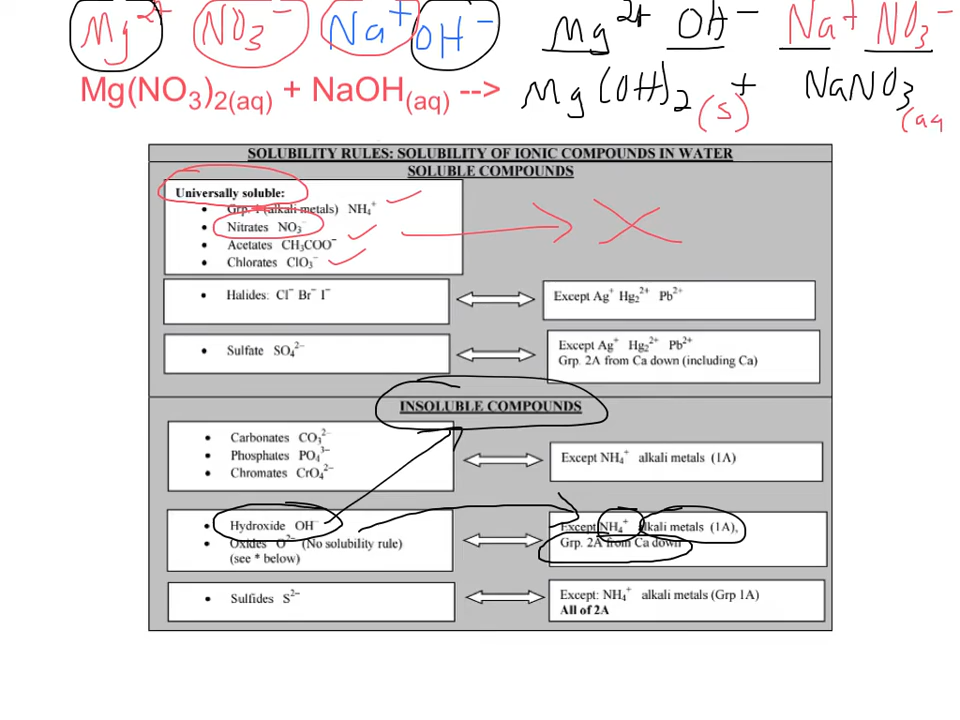 Mg²⁺ NO₃⁻ Na⁺ OH⁻ Mg²⁺ OH⁻ Na⁺ NO₃⁻
Mg(NO₃)₂(aq) + NaOH(aq) --> Mg(OH)₂(s) + NaNO₃(aq
SOLUBILITY RULES: SOLUBILITY OF IONIC COMPOUNDS IN WATER
SOLUBLE COMPOUNDS
Universally soluble:
• Grp. 1 (alkali metals) NH₄⁺
• Nitrates NO₃⁻
• Acetates CH₃COO⁻
• Chlorates ClO₃⁻
• Halides: Cl⁻ Br⁻ I⁻
Except Ag⁺ Hg₂²⁺ Pb²⁺
• Sulfate SO₄²⁻
Except Ag⁺ Hg₂²⁺ Pb²⁺
Grp. 2A from Ca down (including Ca)
INSOLUBLE COMPOUNDS
• Carbonates CO₃²⁻
• Phosphates PO₄³⁻
• Chromates CrO₄²⁻
Except NH₄⁺ alkali metals (1A)
• Hydroxide OH⁻
• Oxides O²⁻ (No solubility rule)
(see * below)
Except NH₄⁺ alkali metals (1A),
Grp. 2A from Ca down
• Sulfides S²⁻
Except: NH₄⁺ alkali metals (Grp 1A)
All of 2A